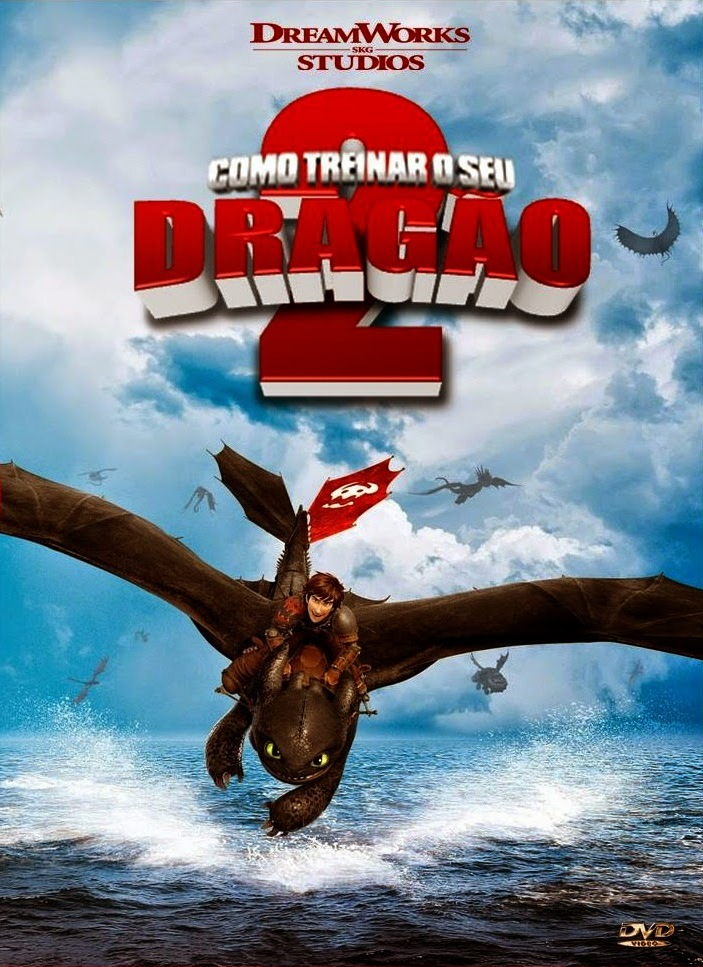 DREAMWORKS
SKG
STUDIOS
2
COMO TREINAR O SEU
DRAGÃO
DVD
VIDEO